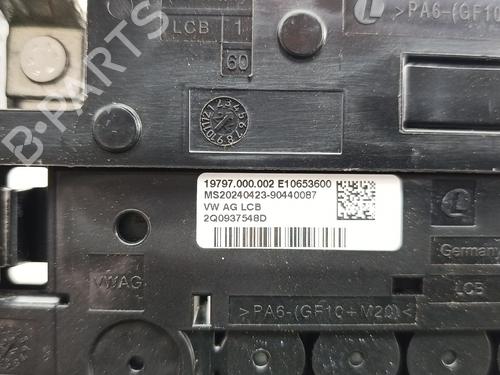 B-PARTS
LCB 1
60
>PA6-(GF10
19797.000.002 E10653600
MS20240423-90440087
VW AG LCB
2Q0937548D
VWAG
Germany
LCB
>PA6-(GF10+M20)<